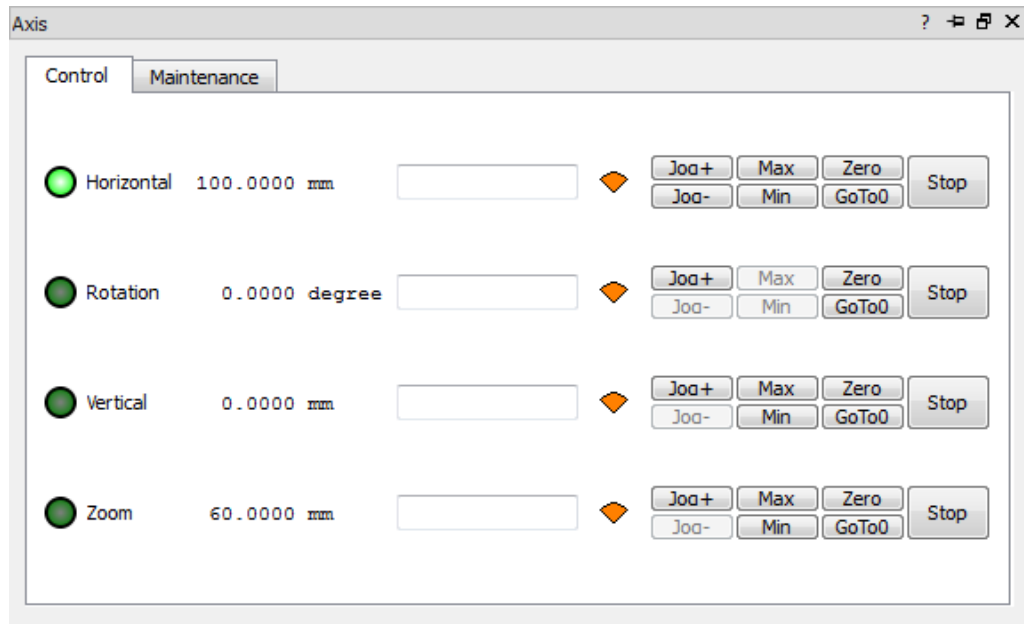 Axis ?
Control Maintenance
Horizontal 100.0000 mm Jog+ Max Zero Stop
Jog- Min GoTo0
Rotation 0.0000 degree Jog+ Max Zero Stop
Jog- Min GoTo0
Vertical 0.0000 mm Jog+ Max Zero Stop
Jog- Min GoTo0
Zoom 60.0000 mm Jog+ Max Zero Stop
Jog- Min GoTo0